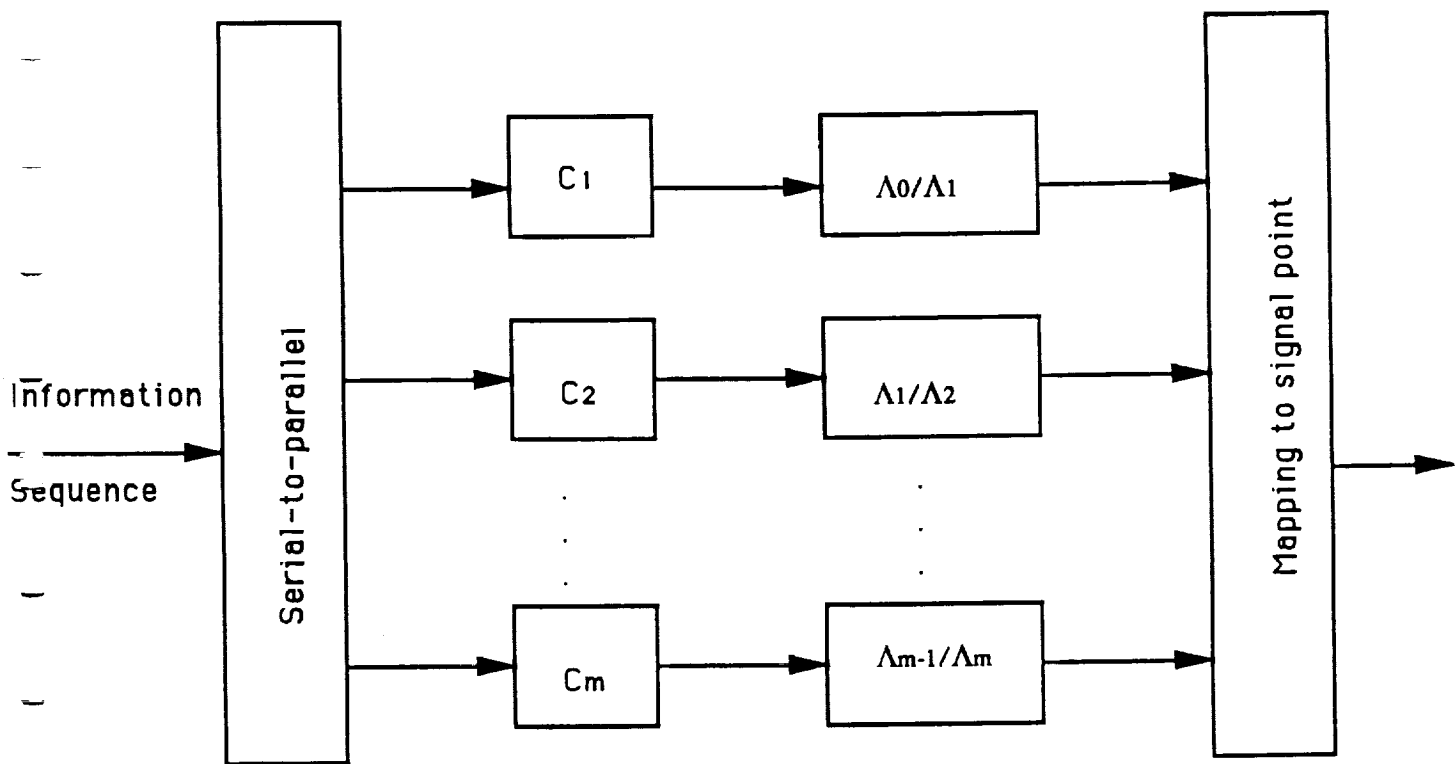 Information
Sequence
Serial-to-parallel
C1
Λ0/Λ1
C2
Λ1/Λ2
Cm
Λm-1/Λm
Mapping to signal point